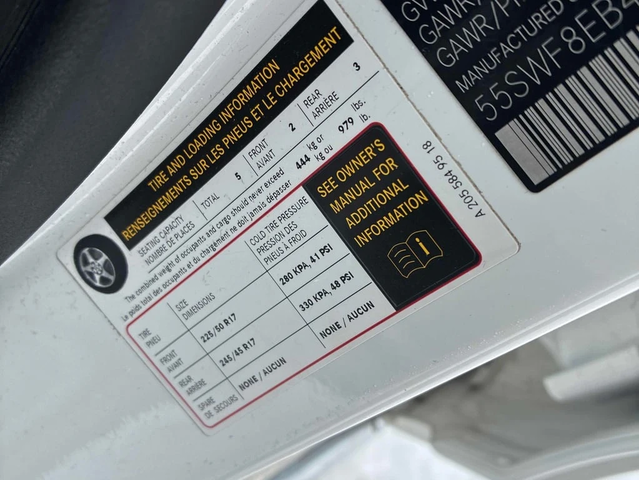 TIRE AND LOADING INFORMATION
RENSEIGNEMENTS SUR LES PNEUS ET LE CHARGEMENT
SEATING CAPACITY
NOMBRE DE PLACES
TOTAL 5
FRONT
AVANT 2
REAR
ARRIÈRE 3
The combined weight of occupants and cargo should never exceed 444 kg or 979 lbs.
Le poids total des occupants et du chargement ne doit jamais dépasser kg ou lb.
TIRE
PNEU
SIZE
DIMENSIONS
COLD TIRE PRESSURE
PRESSION DES
PNEUS À FROID
FRONT
AVANT
225/50 R17
280 KPA, 41 PSI
REAR
ARRIÈRE
245/45 R17
330 KPA, 48 PSI
SPARE
DE SECOURS
NONE / AUCUN
NONE / AUCUN
SEE OWNER'S
MANUAL FOR
ADDITIONAL
INFORMATION
A 205 584 95 18
GAWR/
GAWR/
MANUFACTURED
55SWF8EB